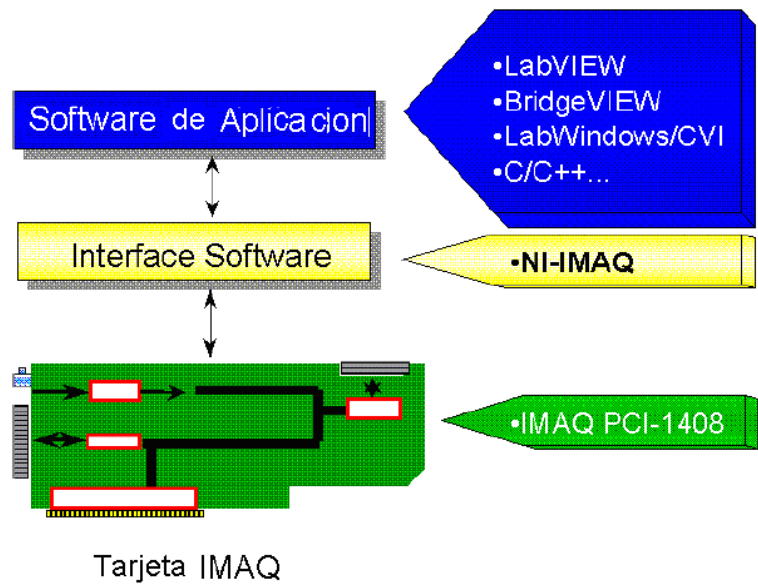 Software de Aplicacion
•LabVIEW
•BridgeVIEW
•LabWindows/CVI
•C/C++...
Interface Software
•NI-IMAQ
•IMAQ PCI-1408
Tarjeta IMAQ